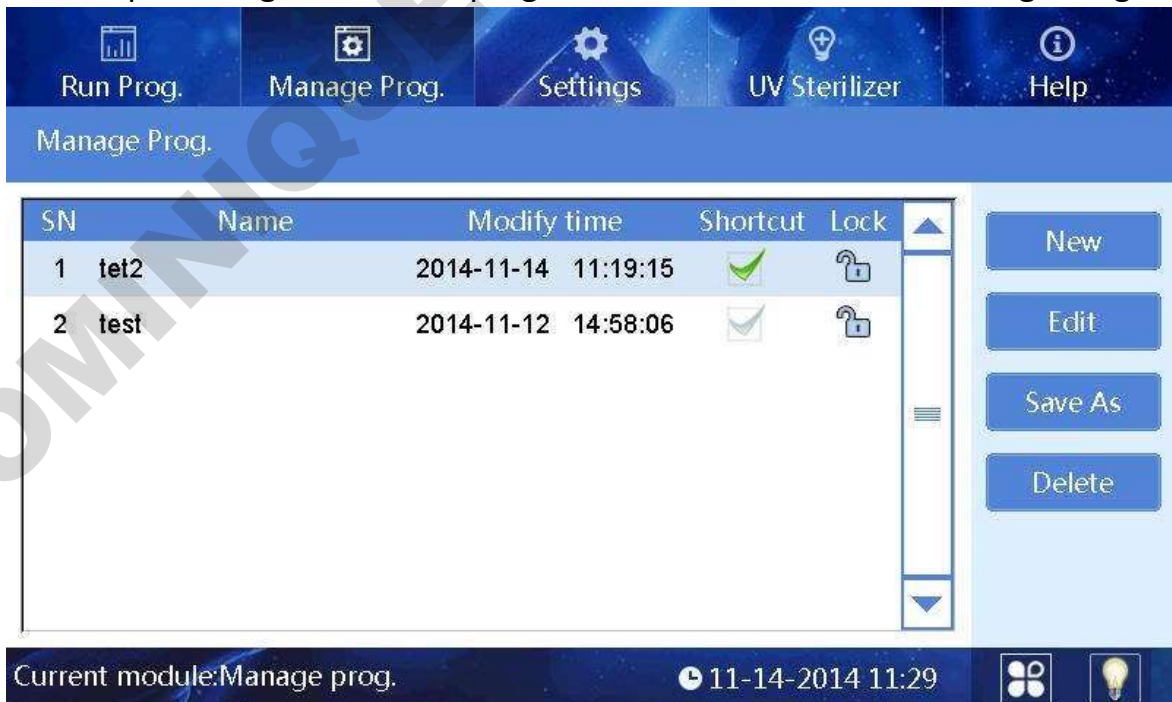 Run Prog. Manage Prog. Settings UV Sterilizer Help
Manage Prog.
SN Name Modify time Shortcut Lock
1 tet2 2014-11-14 11:19:15
2 test 2014-11-12 14:58:06
New
Edit
Save As
Delete
Current module:Manage prog. 11-14-2014 11:29